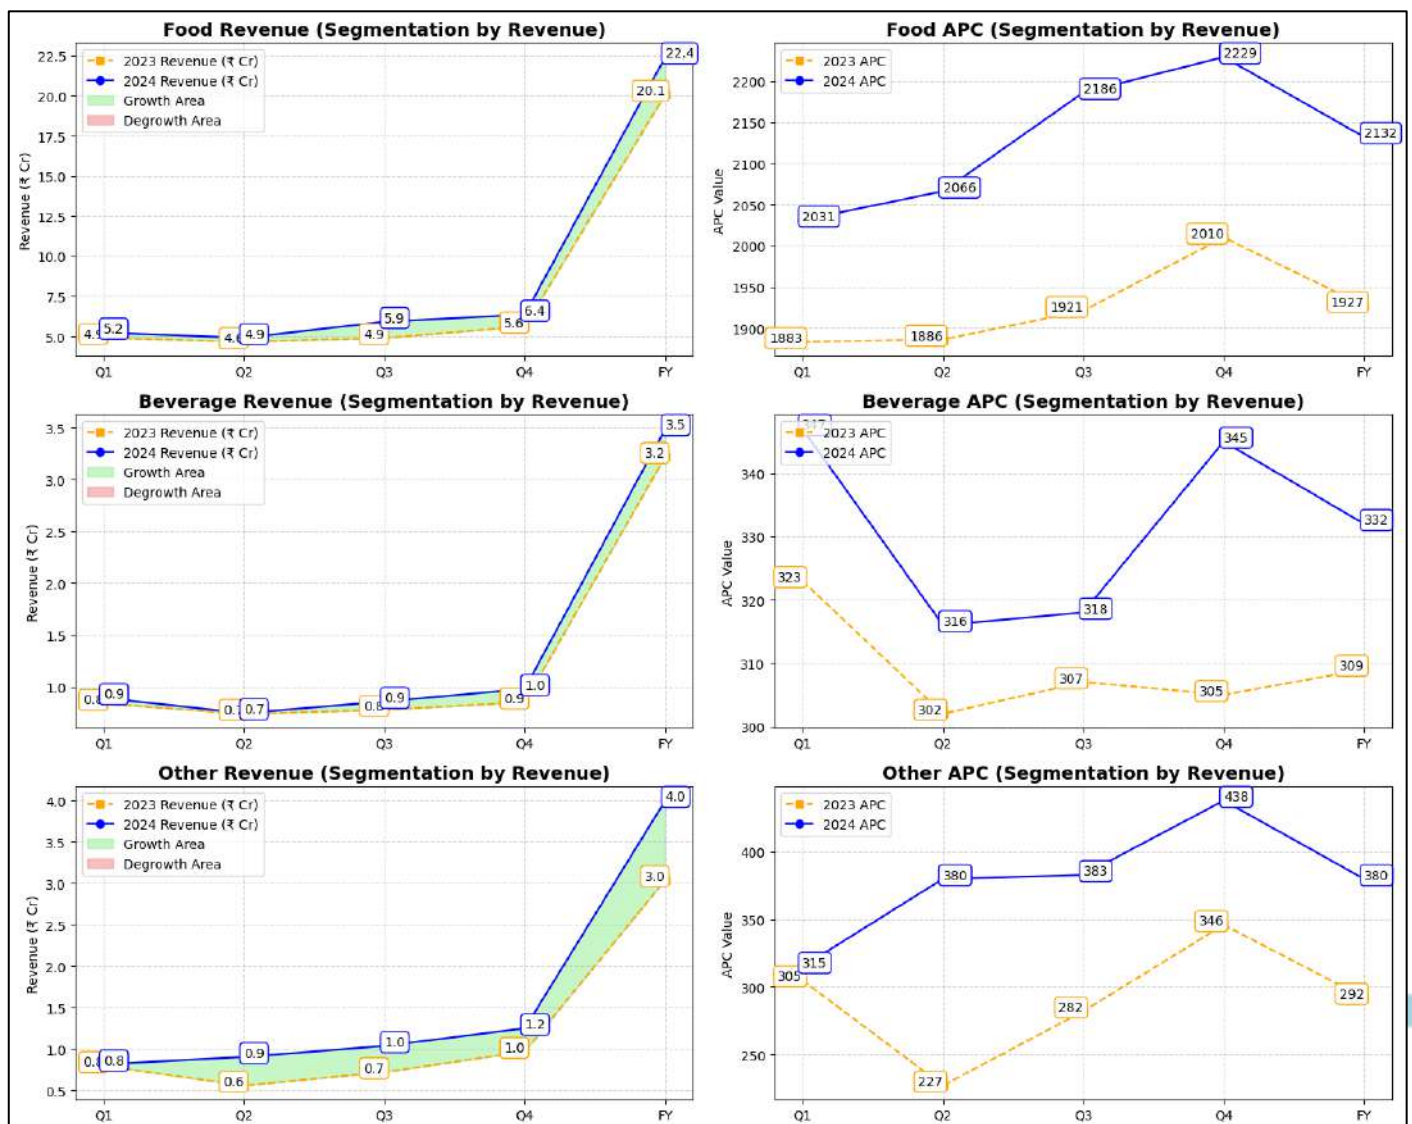 Food Revenue (Segmentation by Revenue)
2023 Revenue (₹ Cr)
2024 Revenue (₹ Cr)
Growth Area
Degrowth Area
Revenue (₹ Cr)
22.5
20.0
17.5
15.0
12.5
10.0
7.5
5.0
5.2
4.9
4.9
5.9
5.6
6.4
20.1
22.4
Q1 Q2 Q3 Q4 FY
Food APC (Segmentation by Revenue)
2023 APC
2024 APC
APC Value
2200
2150
2100
2050
2000
1950
1900
2031
2066
2186
2229
2132
1883
1886
1921
2010
1927
Q1 Q2 Q3 Q4 FY
Beverage Revenue (Segmentation by Revenue)
2023 Revenue (₹ Cr)
2024 Revenue (₹ Cr)
Growth Area
Degrowth Area
Revenue (₹ Cr)
3.5
3.0
2.5
2.0
1.5
1.0
0.9
0.7
0.9
0.9
1.0
3.2
3.5
Q1 Q2 Q3 Q4 FY
Beverage APC (Segmentation by Revenue)
2023 APC
2024 APC
APC Value
340
330
320
310
300
323
302
307
305
309
316
318
345
332
Q1 Q2 Q3 Q4 FY
Other Revenue (Segmentation by Revenue)
2023 Revenue (₹ Cr)
2024 Revenue (₹ Cr)
Growth Area
Degrowth Area
Revenue (₹ Cr)
4.0
3.5
3.0
2.5
2.0
1.5
1.0
0.5
0.8
0.9
1.0
1.2
4.0
0.6
0.7
1.0
3.0
Q1 Q2 Q3 Q4 FY
Other APC (Segmentation by Revenue)
2023 APC
2024 APC
APC Value
400
350
300
250
305
315
380
383
438
380
227
282
346
292
Q1 Q2 Q3 Q4 FY